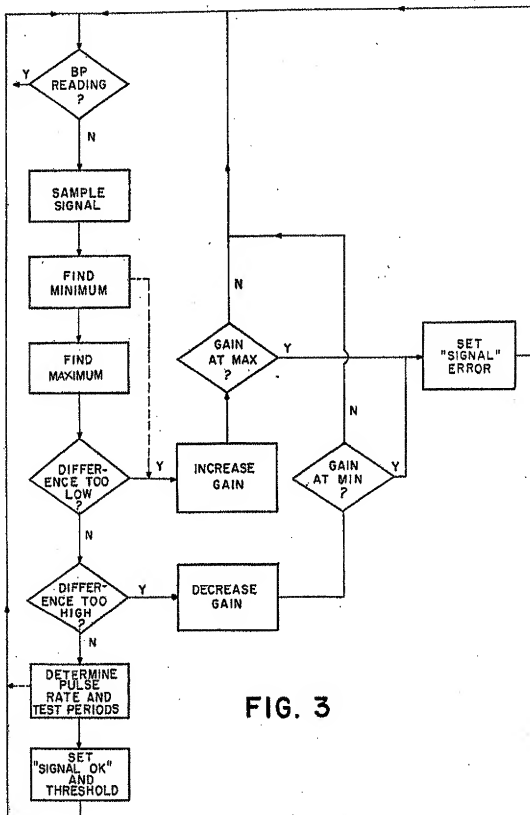 BP
READING
?
Y
N
SAMPLE
SIGNAL
FIND
MINIMUM
FIND
MAXIMUM
DIFFER-
ENCE TOO
LOW
?
Y
N
INCREASE
GAIN
GAIN
AT MAX
?
N
Y
SET
"SIGNAL"
ERROR
GAIN
AT MIN
?
N
Y
DIFFER-
ENCE TOO
HIGH
?
Y
N
DECREASE
GAIN
DETERMINE
PULSE
RATE AND
TEST PERIODS
SET
"SIGNAL OK"
AND
THRESHOLD
FIG. 3